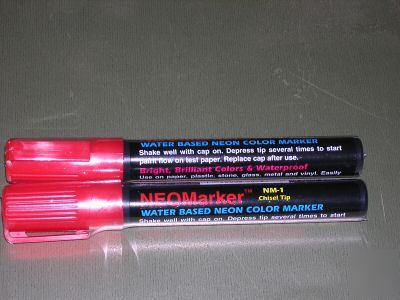 WATER BASED NEON COLOR MARKER
Shake well with cap on. Depress tip several times to start
paint flow on test paper. Replace cap after use.
Bright, Brilliant Colors & Waterproof
Use on paper, plastic, stone, glass, metal and vinyl. Easily
NEOMarker™ NM-1
Chisel Tip
WATER BASED NEON COLOR MARKER
Shake well with cap on. Depress tip several times to start